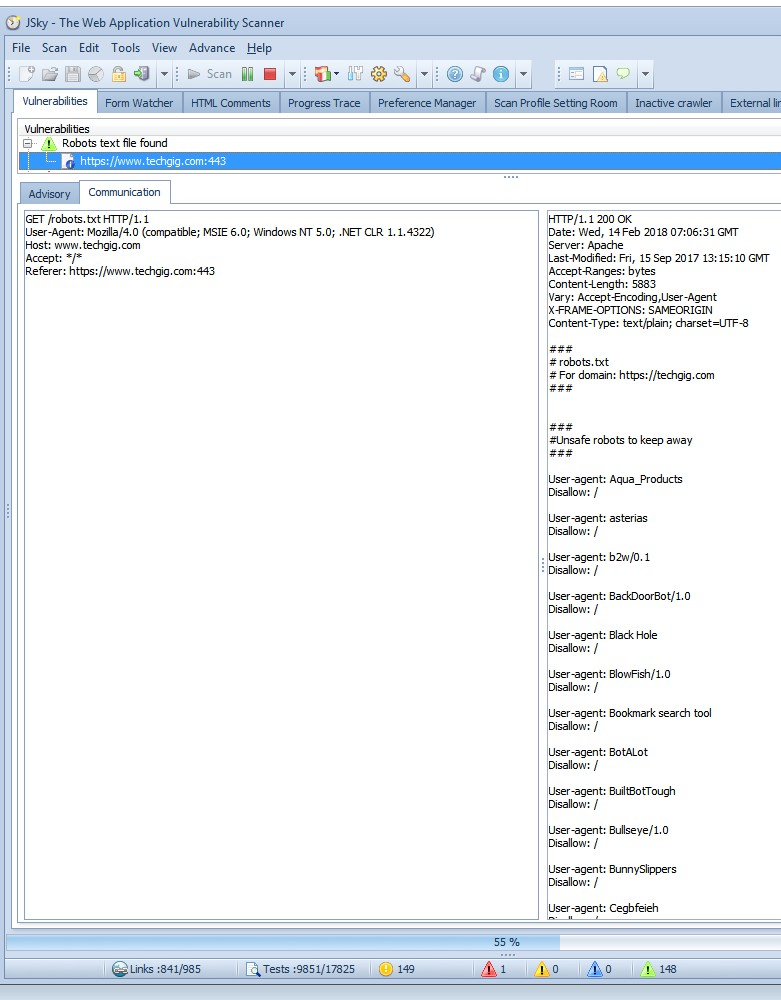 JSky - The Web Application Vulnerability Scanner
File Scan Edit Tools View Advance Help
Scan
Vulnerabilities Form Watcher HTML Comments Progress Trace Preference Manager Scan Profile Setting Room Inactive crawler External
Vulnerabilities
Robots text file found
https://www.techgig.com:443
Advisory Communication
GET /robots.txt HTTP/1.1
User-Agent: Mozilla/4.0 (compatible; MSIE 6.0; Windows NT 5.0; .NET CLR 1.1.4322)
Host: www.techgig.com
Accept: */*
Referer: https://www.techgig.com:443
HTTP/1.1 200 OK
Date: Wed, 14 Feb 2018 07:06:31 GMT
Server: Apache
Last-Modified: Fri, 15 Sep 2017 13:15:10 GMT
Accept-Ranges: bytes
Content-Length: 5883
Vary: Accept-Encoding,User-Agent
X-FRAME-OPTIONS: SAMEORIGIN
Content-Type: text/plain; charset=UTF-8
###
# robots.txt
# For domain: https://techgig.com
###
###
#Unsafe robots to keep away
###
User-agent: Aqua_Products
Disallow: /
User-agent: asterias
Disallow: /
User-agent: b2w/0.1
Disallow: /
User-agent: BackDoorBot/1.0
Disallow: /
User-agent: Black Hole
Disallow: /
User-agent: BlowFish/1.0
Disallow: /
User-agent: Bookmark search tool
Disallow: /
User-agent: BotALot
Disallow: /
User-agent: BuiltBotTough
Disallow: /
User-agent: Bullseye/1.0
Disallow: /
User-agent: BunnySlippers
Disallow: /
User-agent: Cegbfeieh
55 %
Links :841/985 Tests :9851/17825 149 1 0 0 148